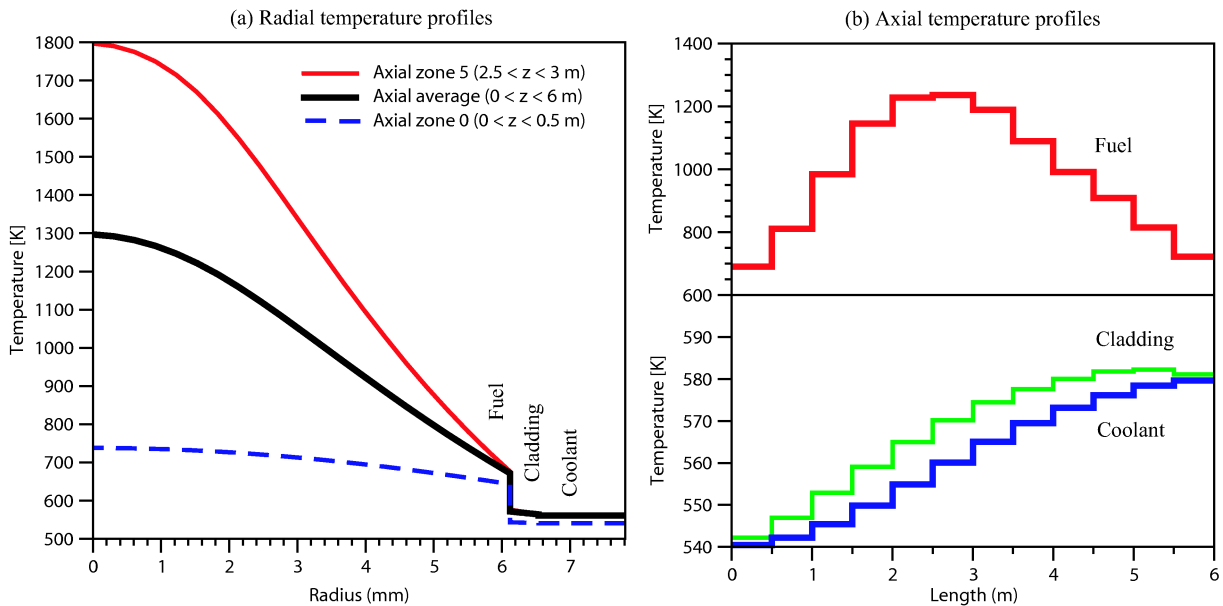 (a) Radial temperature profiles
1800
1700
1600
1500
1400
1300
1200
1100
1000
900
800
700
600
500
Temperature [K]
Axial zone 5 (2.5 < z < 3 m)
Axial average (0 < z < 6 m)
Axial zone 0 (0 < z < 0.5 m)
Fuel
Cladding
Coolant
0 1 2 3 4 5 6 7
Radius (mm)
(b) Axial temperature profiles
1400
1200
1000
800
600
Temperature [K]
Fuel
590
580
570
560
550
540
Temperature [K]
Cladding
Coolant
0 1 2 3 4 5 6
Length (m)